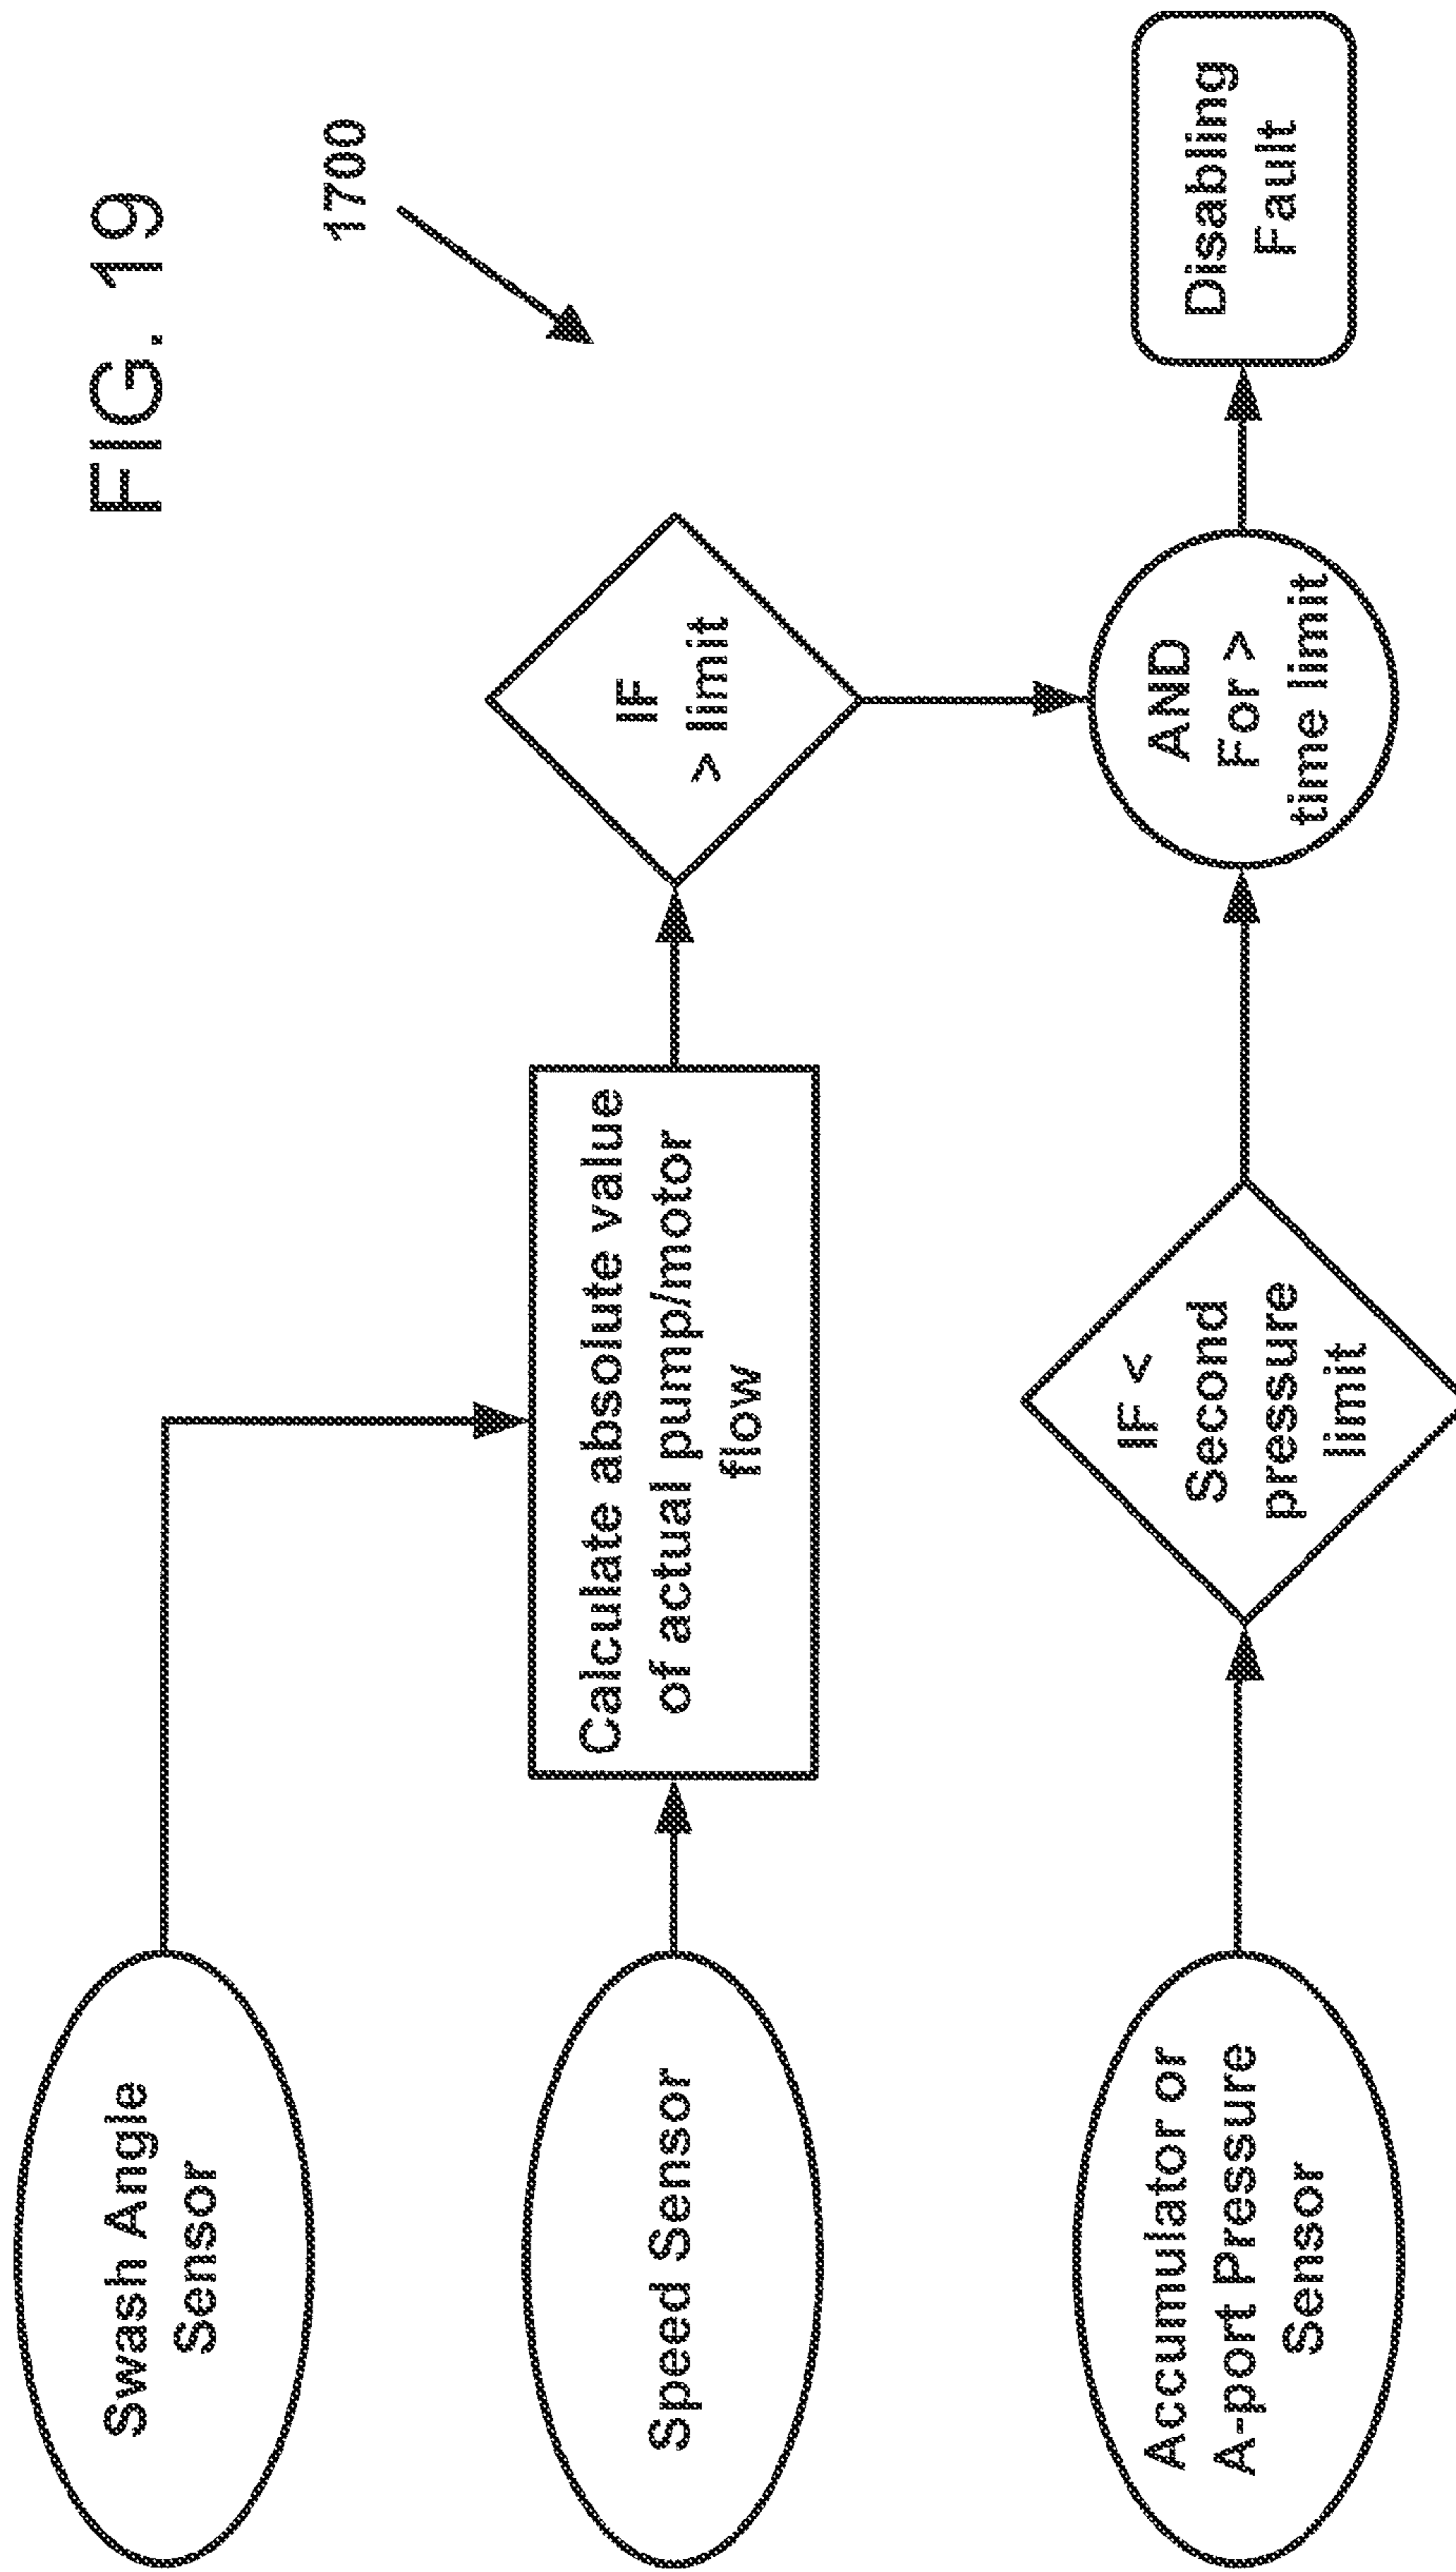 FIG. 19
1700
Swash Angle
Sensor
Speed Sensor
Calculate absolute value
of actual pump/motor
flow
IF
> limit
Accumulator or
A-port Pressure
Sensor
IF <
Second
pressure
limit
AND
For >
time limit
Disabling
Fault